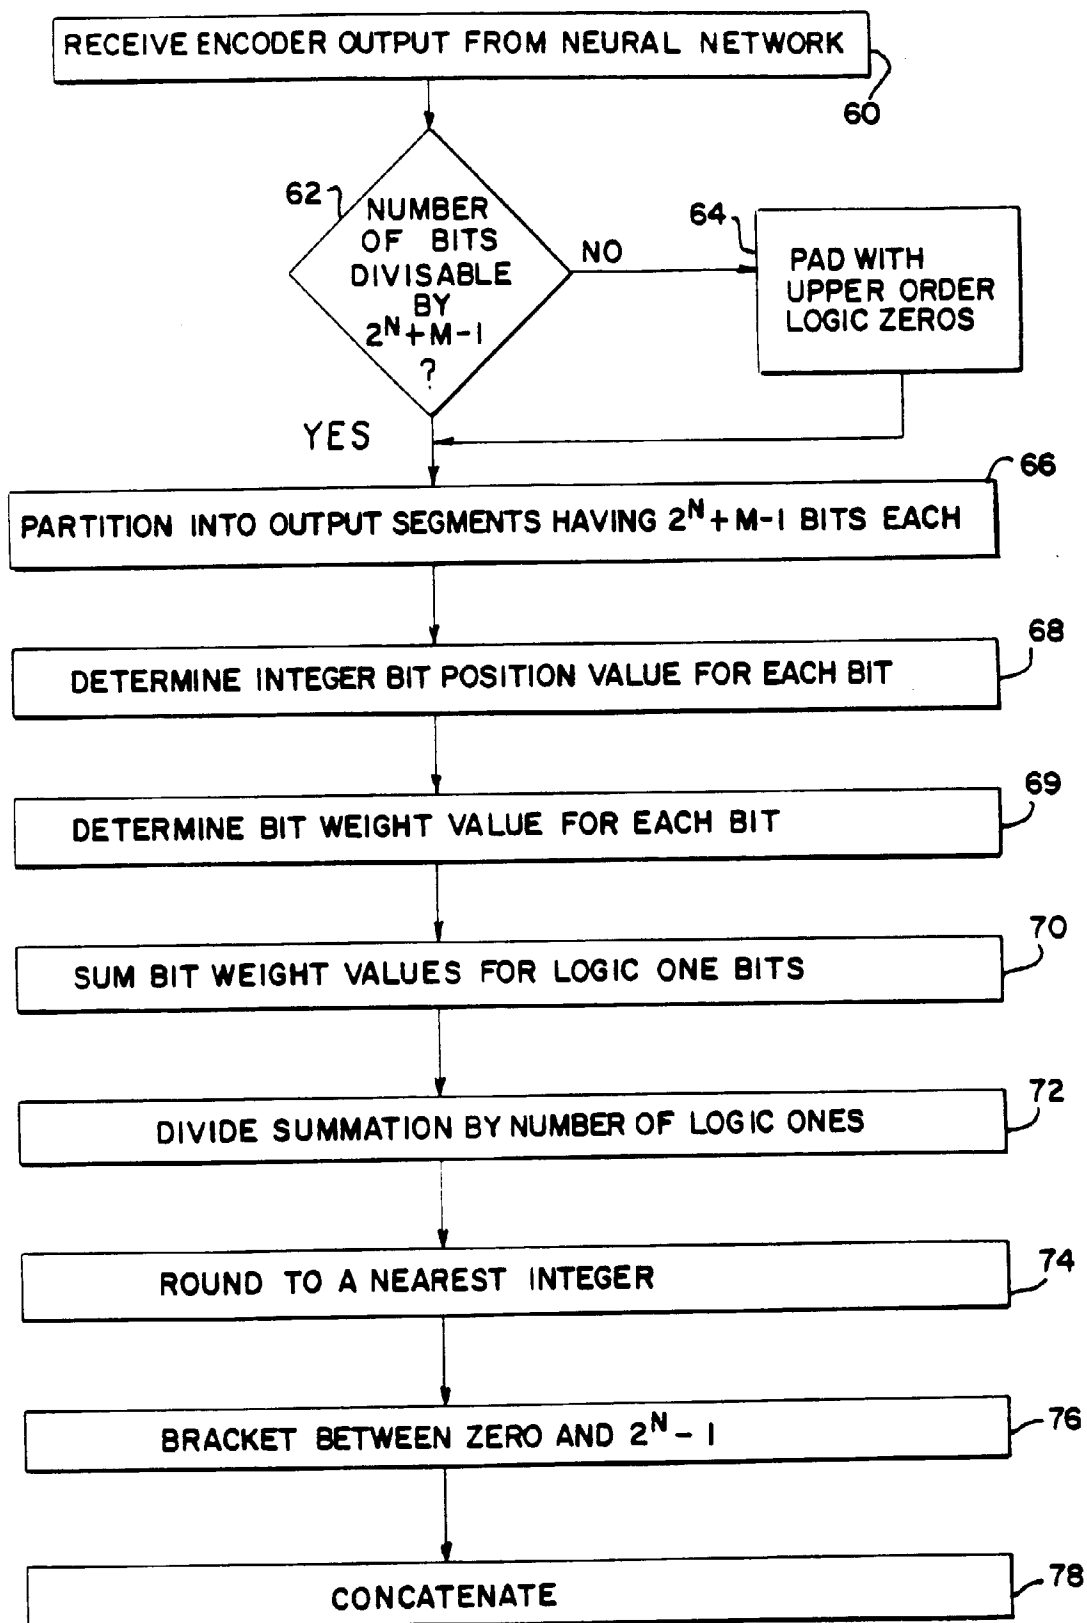 RECEIVE ENCODER OUTPUT FROM NEURAL NETWORK
60
62
NUMBER
OF BITS
DIVISABLE
BY
2^N+M-1
?
NO
64
PAD WITH
UPPER ORDER
LOGIC ZEROS
YES
66
PARTITION INTO OUTPUT SEGMENTS HAVING 2^N+M-1 BITS EACH
68
DETERMINE INTEGER BIT POSITION VALUE FOR EACH BIT
69
DETERMINE BIT WEIGHT VALUE FOR EACH BIT
70
SUM BIT WEIGHT VALUES FOR LOGIC ONE BITS
72
DIVIDE SUMMATION BY NUMBER OF LOGIC ONES
74
ROUND TO A NEAREST INTEGER
76
BRACKET BETWEEN ZERO AND 2^N-1
78
CONCATENATE